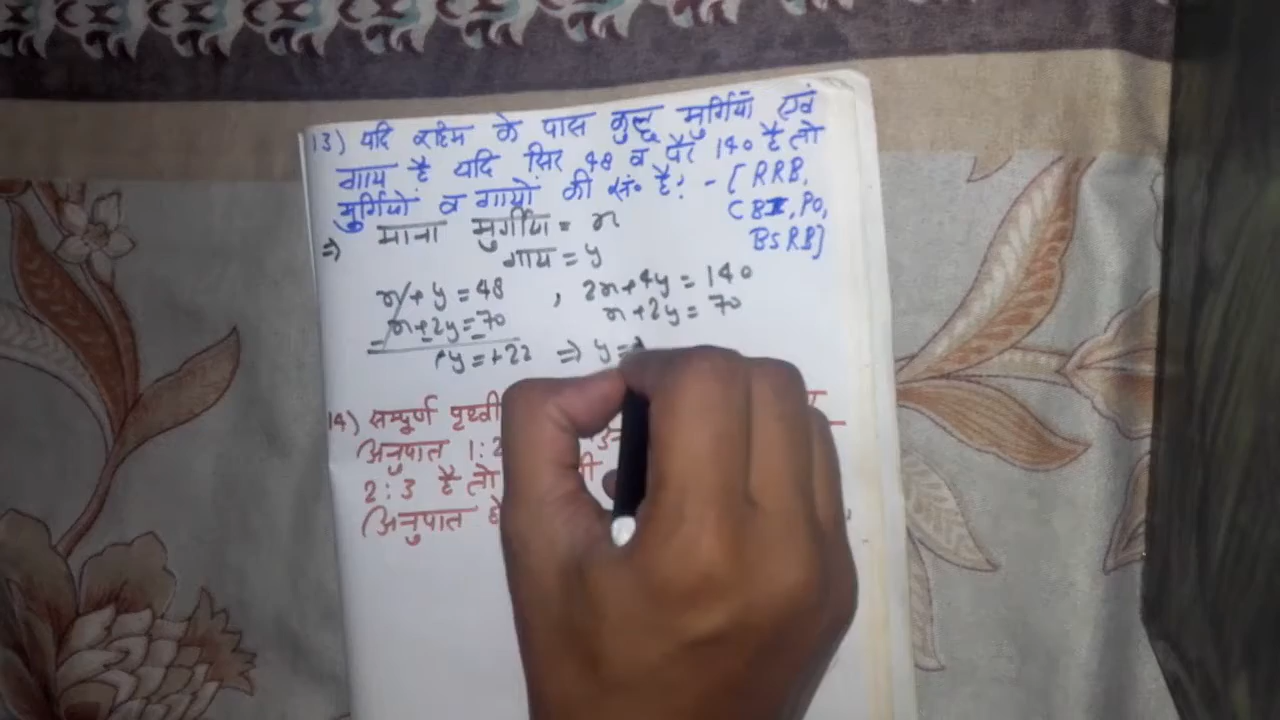 13) यदि रहिम के पास कुछ मुर्गियाँ एवं
गाय है यदि सिर 48 व पैर 140 है तो
मुर्गियों व गायों की सं० है? - [RRB,
CBI, PO,
BSRB]
⇒ माना मुर्गीया = x
गाय = y
x + y = 48 , 2x+4y = 140
x+2y=70 x+2y = 70
y = +22 ⇒ y =
14) सम्पूर्ण पृथ्वी
अनुपात 1:2
2:3 है तो
अनुपात